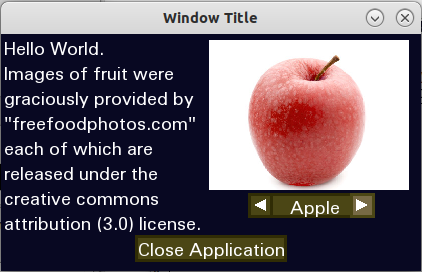 Window Title
Hello World.
Images of fruit were
graciously provided by
"freefoodphotos.com"
each of which are
released under the
creative commons
attribution (3.0) license.
Apple
Close Application